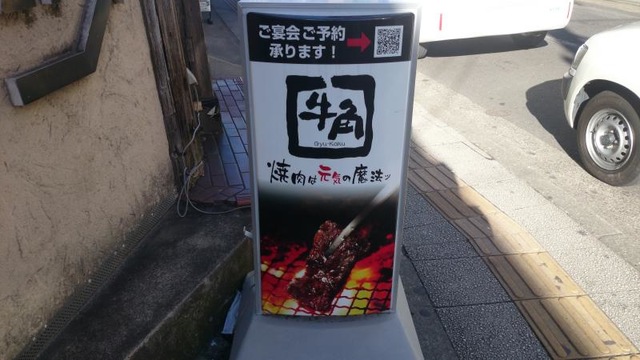 ご宴会ご予約
承ります！
牛角
Gyu-Kaku
焼肉は元気の魔法ッ